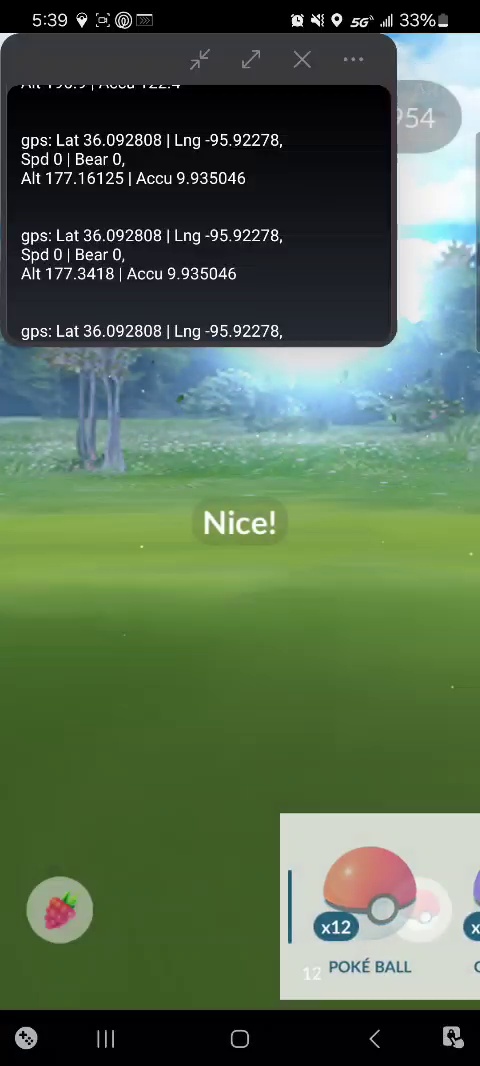 5:39
5G
33%
Alt 196.9 | Accu 122.4
954
gps: Lat 36.092808 | Lng -95.92278,
Spd 0 | Bear 0,
Alt 177.16125 | Accu 9.935046
gps: Lat 36.092808 | Lng -95.92278,
Spd 0 | Bear 0,
Alt 177.3418 | Accu 9.935046
gps: Lat 36.092808 | Lng -95.92278,
Nice!
x12
12
POKÉ BALL